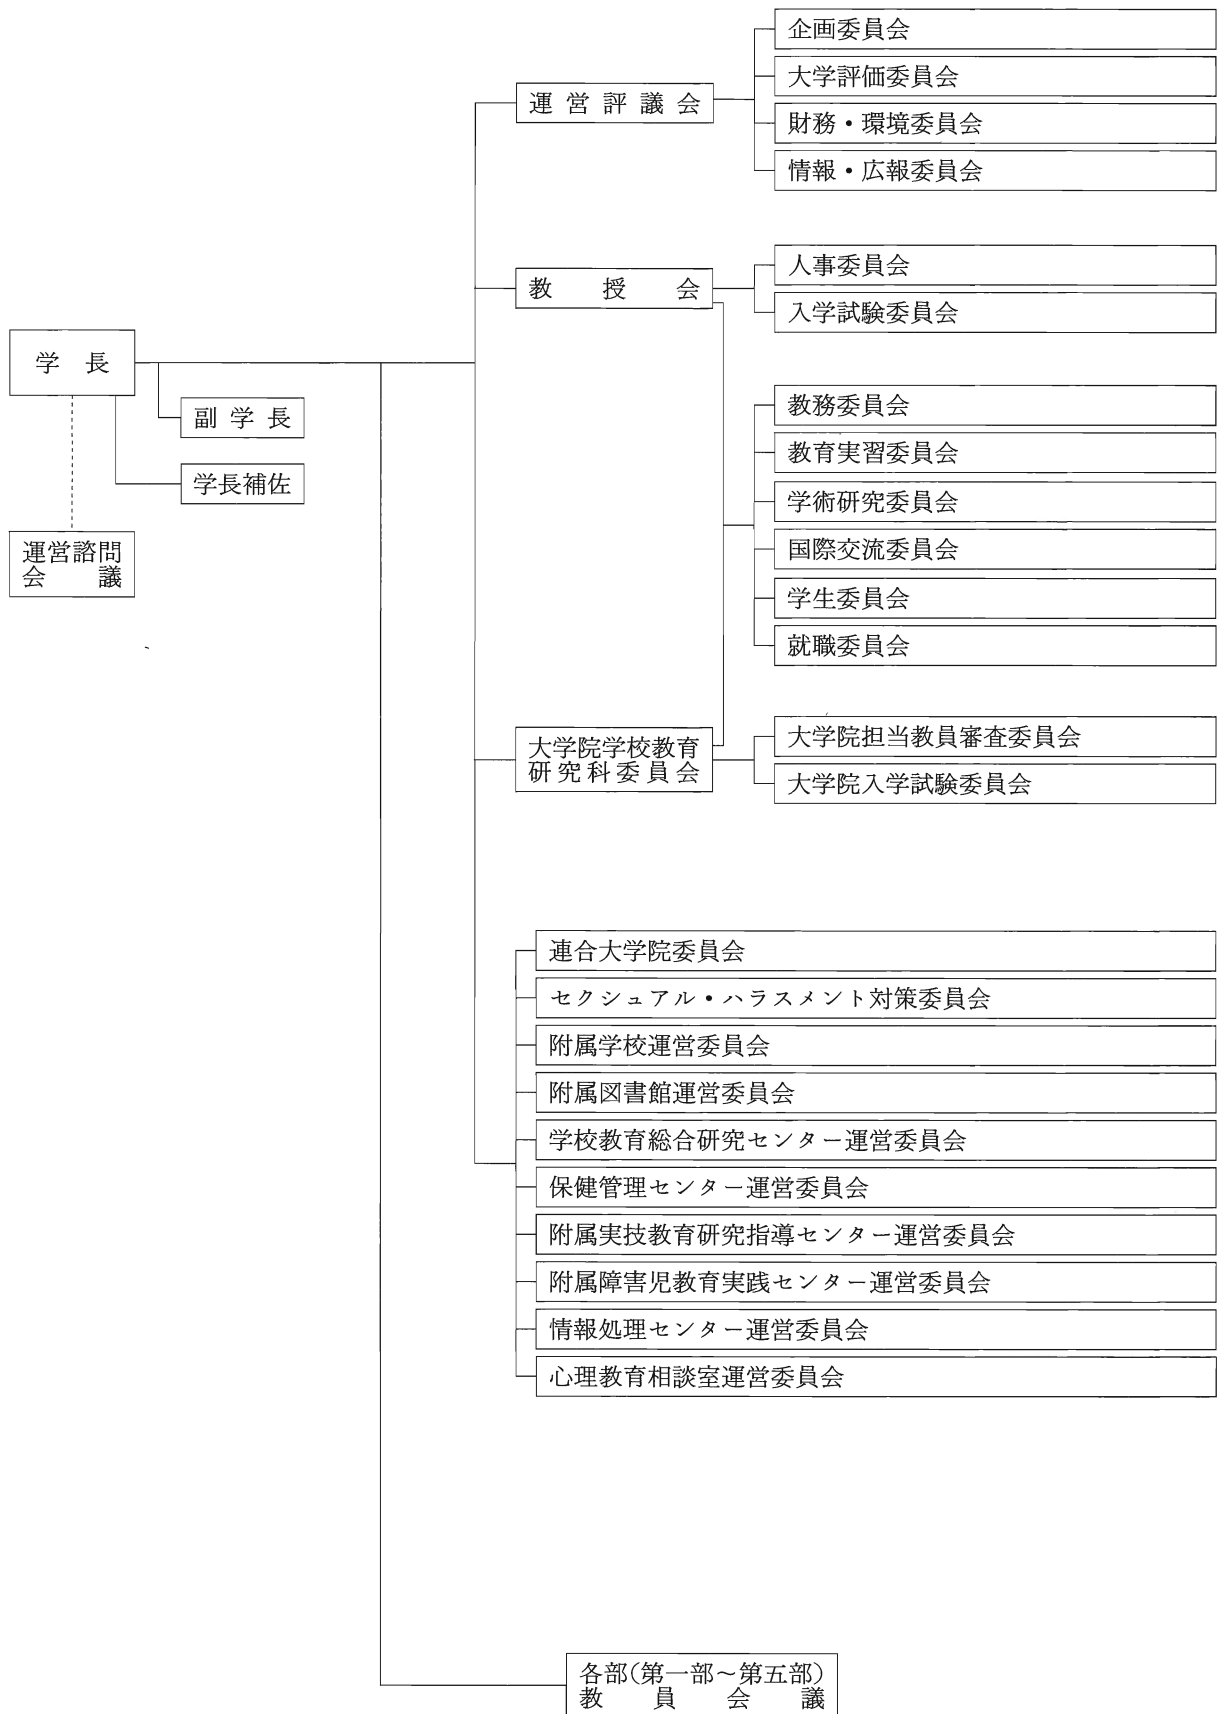 企画委員会
大学評価委員会
運営評議会
財務・環境委員会
情報・広報委員会
人事委員会
教授会
入学試験委員会
学長
副学長
学長補佐
運営諮問
会議
教務委員会
教育実習委員会
学術研究委員会
国際交流委員会
学生委員会
就職委員会
大学院学校教育
研究科委員会
大学院担当教員審査委員会
大学院入学試験委員会
連合大学院委員会
セクシュアル・ハラスメント対策委員会
附属学校運営委員会
附属図書館運営委員会
学校教育総合研究センター運営委員会
保健管理センター運営委員会
附属実技教育研究指導センター運営委員会
附属障害児教育実践センター運営委員会
情報処理センター運営委員会
心理教育相談室運営委員会
各部(第一部~第五部)
教員会議